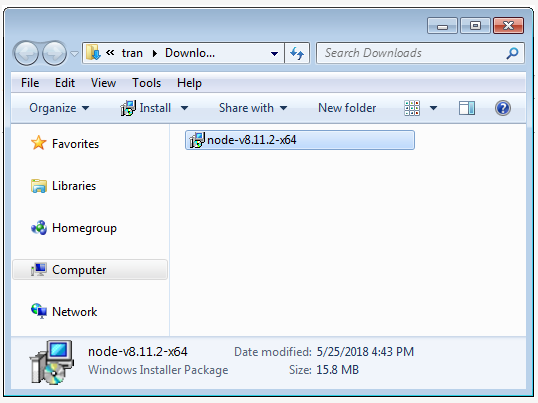 « tran Downlo...
Search Downloads
File Edit View Tools Help
Organize Install Share with New folder
Favorites
Libraries
Homegroup
Computer
Network
node-v8.11.2-x64
node-v8.11.2-x64 Date modified: 5/25/2018 4:43 PM
Windows Installer Package Size: 15.8 MB